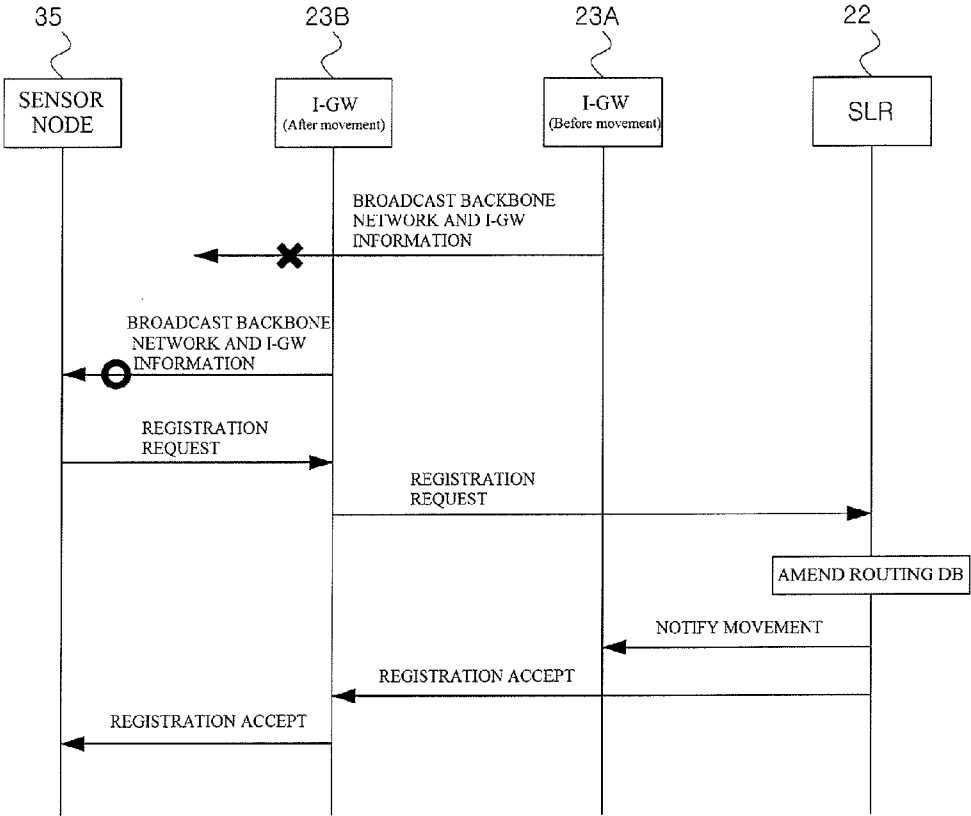 35
23B
23A
22
SENSOR
NODE
I-GW
(After movement)
I-GW
(Before movement)
SLR
BROADCAST BACKBONE
NETWORK AND I-GW
INFORMATION
BROADCAST BACKBONE
NETWORK AND I-GW
INFORMATION
REGISTRATION
REQUEST
REGISTRATION
REQUEST
AMEND ROUTING DB
NOTIFY MOVEMENT
REGISTRATION ACCEPT
REGISTRATION ACCEPT